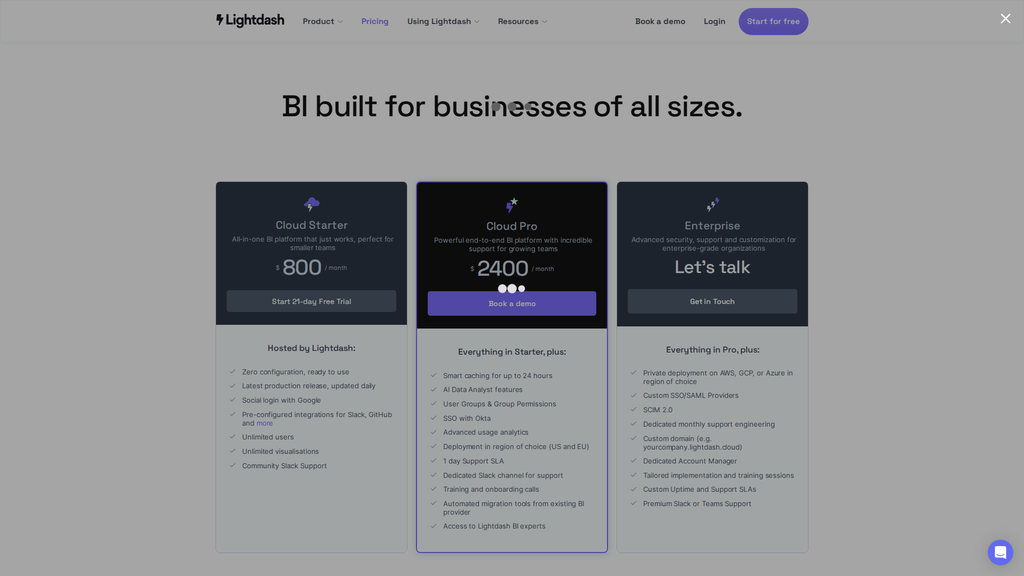 Lightdash
Product
Pricing
Using Lightdash
Resources
Book a demo
Login
Start for free
BI built for businesses of all sizes.
Cloud Starter
All-in-one BI platform that just works, perfect for
smaller teams
$ 800 / month
Start 21-day Free Trial
Hosted by Lightdash:
Zero configuration, ready to use
Latest production release, updated daily
Social login with Google
Pre-configured integrations for Slack, GitHub
and more
Unlimited users
Unlimited visualisations
Community Slack Support
Cloud Pro
Powerful end-to-end BI platform with incredible
support for growing teams
$ 2400 / month
Book a demo
Everything in Starter, plus:
Smart caching for up to 24 hours
AI Data Analyst features
User Groups & Group Permissions
SSO with Okta
Advanced usage analytics
Deployment in region of choice (US and EU)
1 day Support SLA
Dedicated Slack channel for support
Training and onboarding calls
Automated migration tools from existing BI
provider
Access to Lightdash BI experts
Enterprise
Advanced security, support and customization for
enterprise-grade organizations
Let's talk
Get in Touch
Everything in Pro, plus:
Private deployment on AWS, GCP, or Azure in
region of choice
Custom SSO/SAML Providers
SCIM 2.0
Dedicated monthly support engineering
Custom domain (e.g.
yourcompany.lightdash.cloud)
Dedicated Account Manager
Tailored implementation and training sessions
Custom Uptime and Support SLAs
Premium Slack or Teams Support